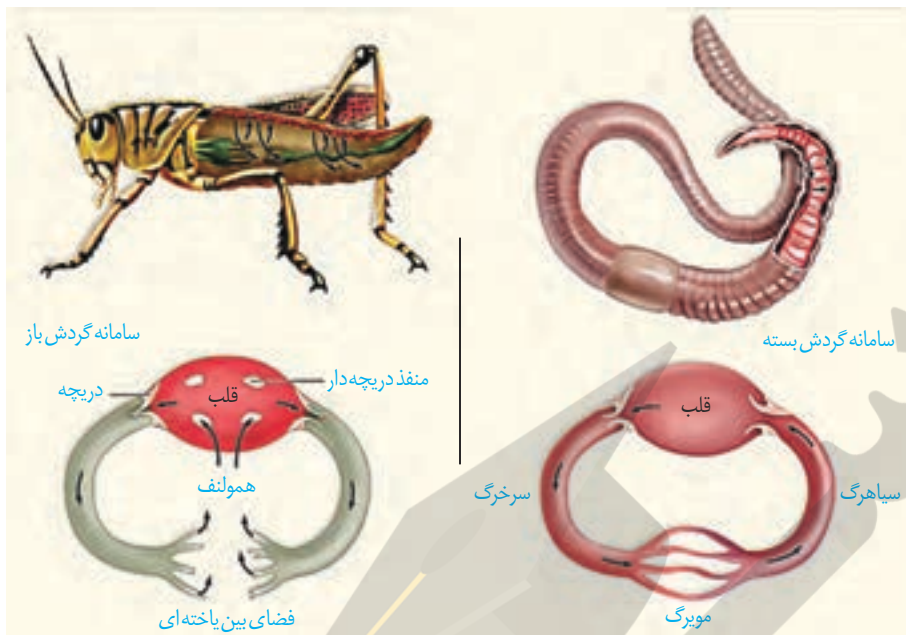 سامانه گردش بسته
قلب
سیاهرگ
سرخرگ
مویرگ
سامانه گردش باز
منفذ دریچه‌دار
دریچه
قلب
همولنف
فضای بین یاخته‌ای